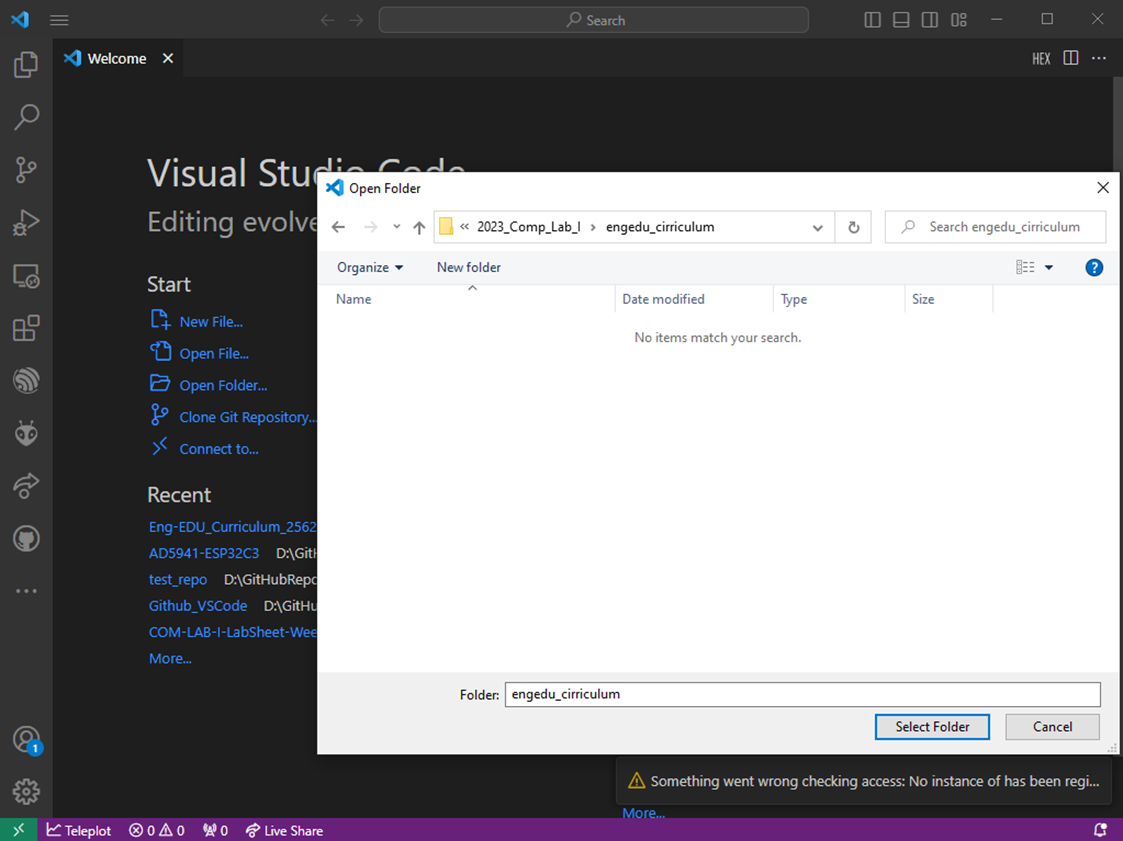 Search
Welcome
HEX
Visual Studio Code
Editing evolve
Start
New File...
Open File...
Open Folder...
Clone Git Repository...
Connect to...
Recent
Eng-EDU_Curriculum_2562
AD5941-ESP32C3 D:\GitH
test_repo D:\GitHubRepo
Github_VSCode D:\GitHu
COM-LAB-I-LabSheet-Wee
More...
Open Folder
« 2023_Comp_Lab_I › engedu_cirriculum
Search engedu_cirriculum
Organize
New folder
?
Name Date modified Type Size
No items match your search.
Folder: engedu_cirriculum
Select Folder Cancel
1
Something went wrong checking access: No instance of has been regi...
More...
Teleplot 0 0 0 Live Share